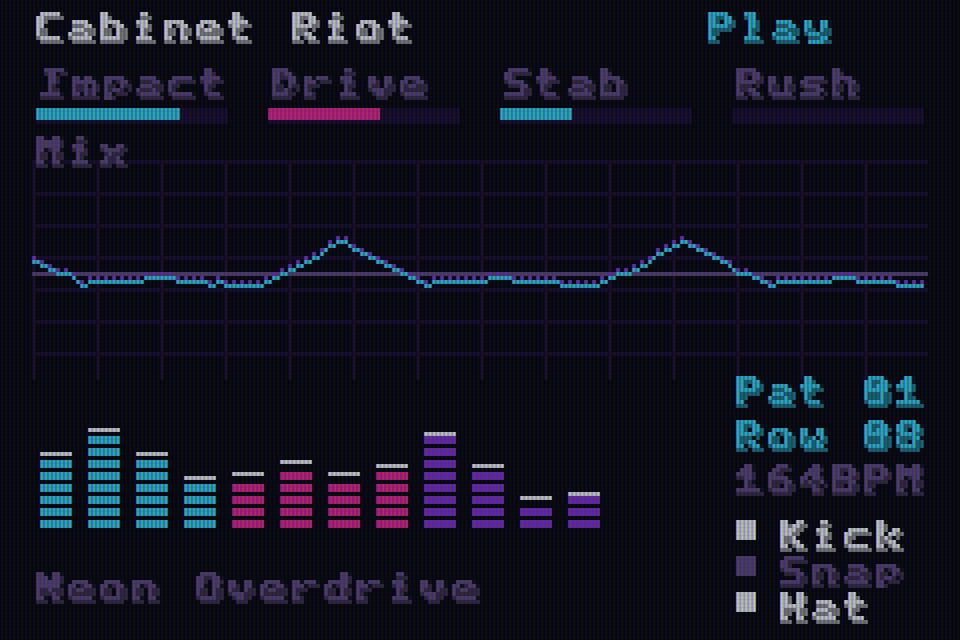 Cabinet Riot Play
Impact Drive Stab Rush
Mix
Pat 01
Row 08
164BPM
Kick
Snap
Hat
Neon Overdrive